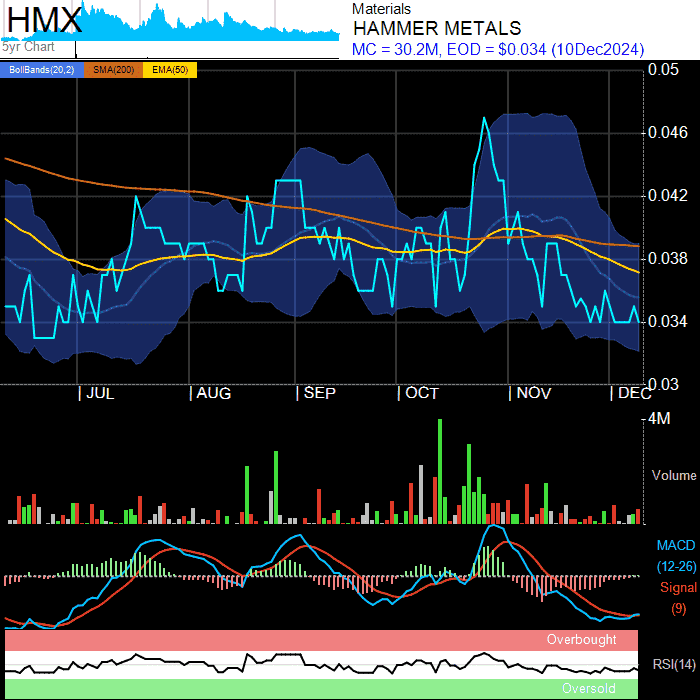 HMX
5yr Chart
Materials
HAMMER METALS
MC = 30.2M, EOD = $0.034 (10Dec2024)
BollBands(20,2) SMA(200) EMA(50)
0.05
0.046
0.042
0.038
0.034
0.03
JUL AUG SEP OCT NOV DEC
4M
Volume
MACD
(12-26)
Signal
(9)
Overbought
RSI(14)
Oversold